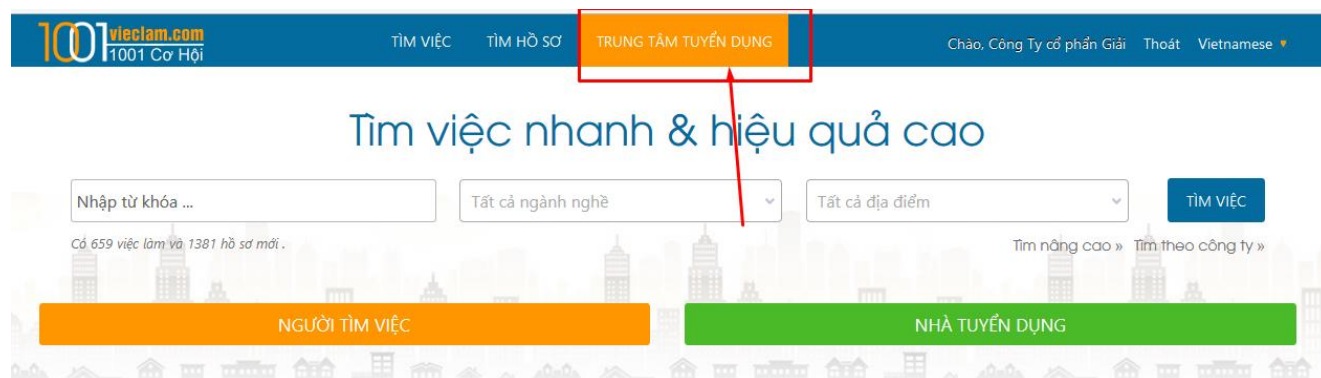 1001 vieclam.com
1001 Cơ Hội
TÌM VIỆC TÌM HỒ SƠ TRUNG TÂM TUYỂN DỤNG Chào, Công Ty cổ phẩn Giải Thoát Vietnamese
Tìm việc nhanh & hiệu quả cao
Nhập từ khóa ... Tất cả ngành nghề Tất cả địa điểm TÌM VIỆC
Có 659 việc làm và 1381 hồ sơ mới . Tìm nâng cao » Tìm theo công ty »
NGƯỜI TÌM VIỆC NHÀ TUYỂN DỤNG